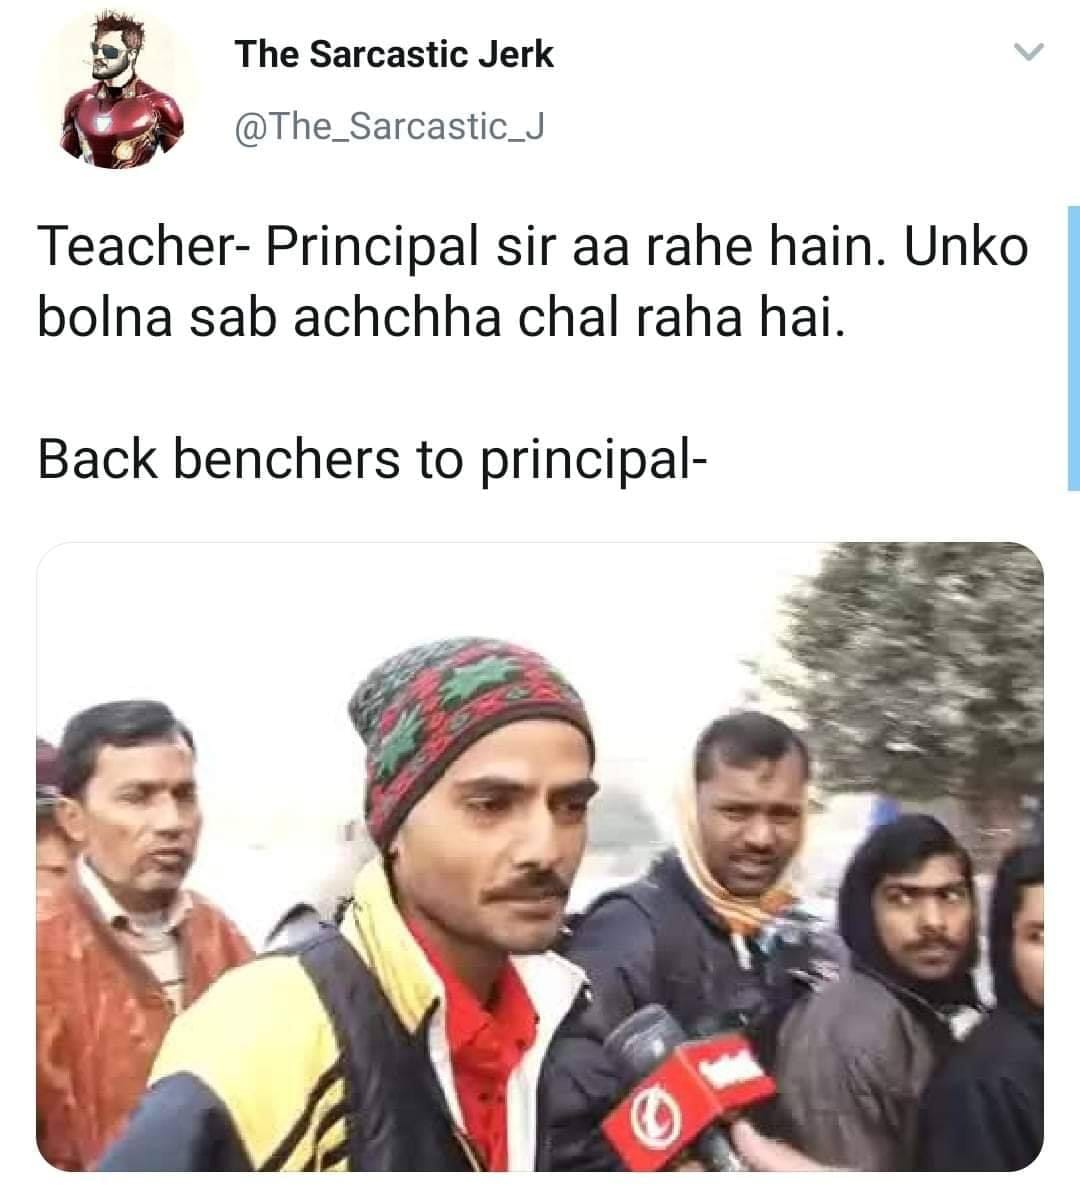 The Sarcastic Jerk
@The_Sarcastic_J
Teacher- Principal sir aa rahe hain. Unko
bolna sab achchha chal raha hai.
Back benchers to principal-